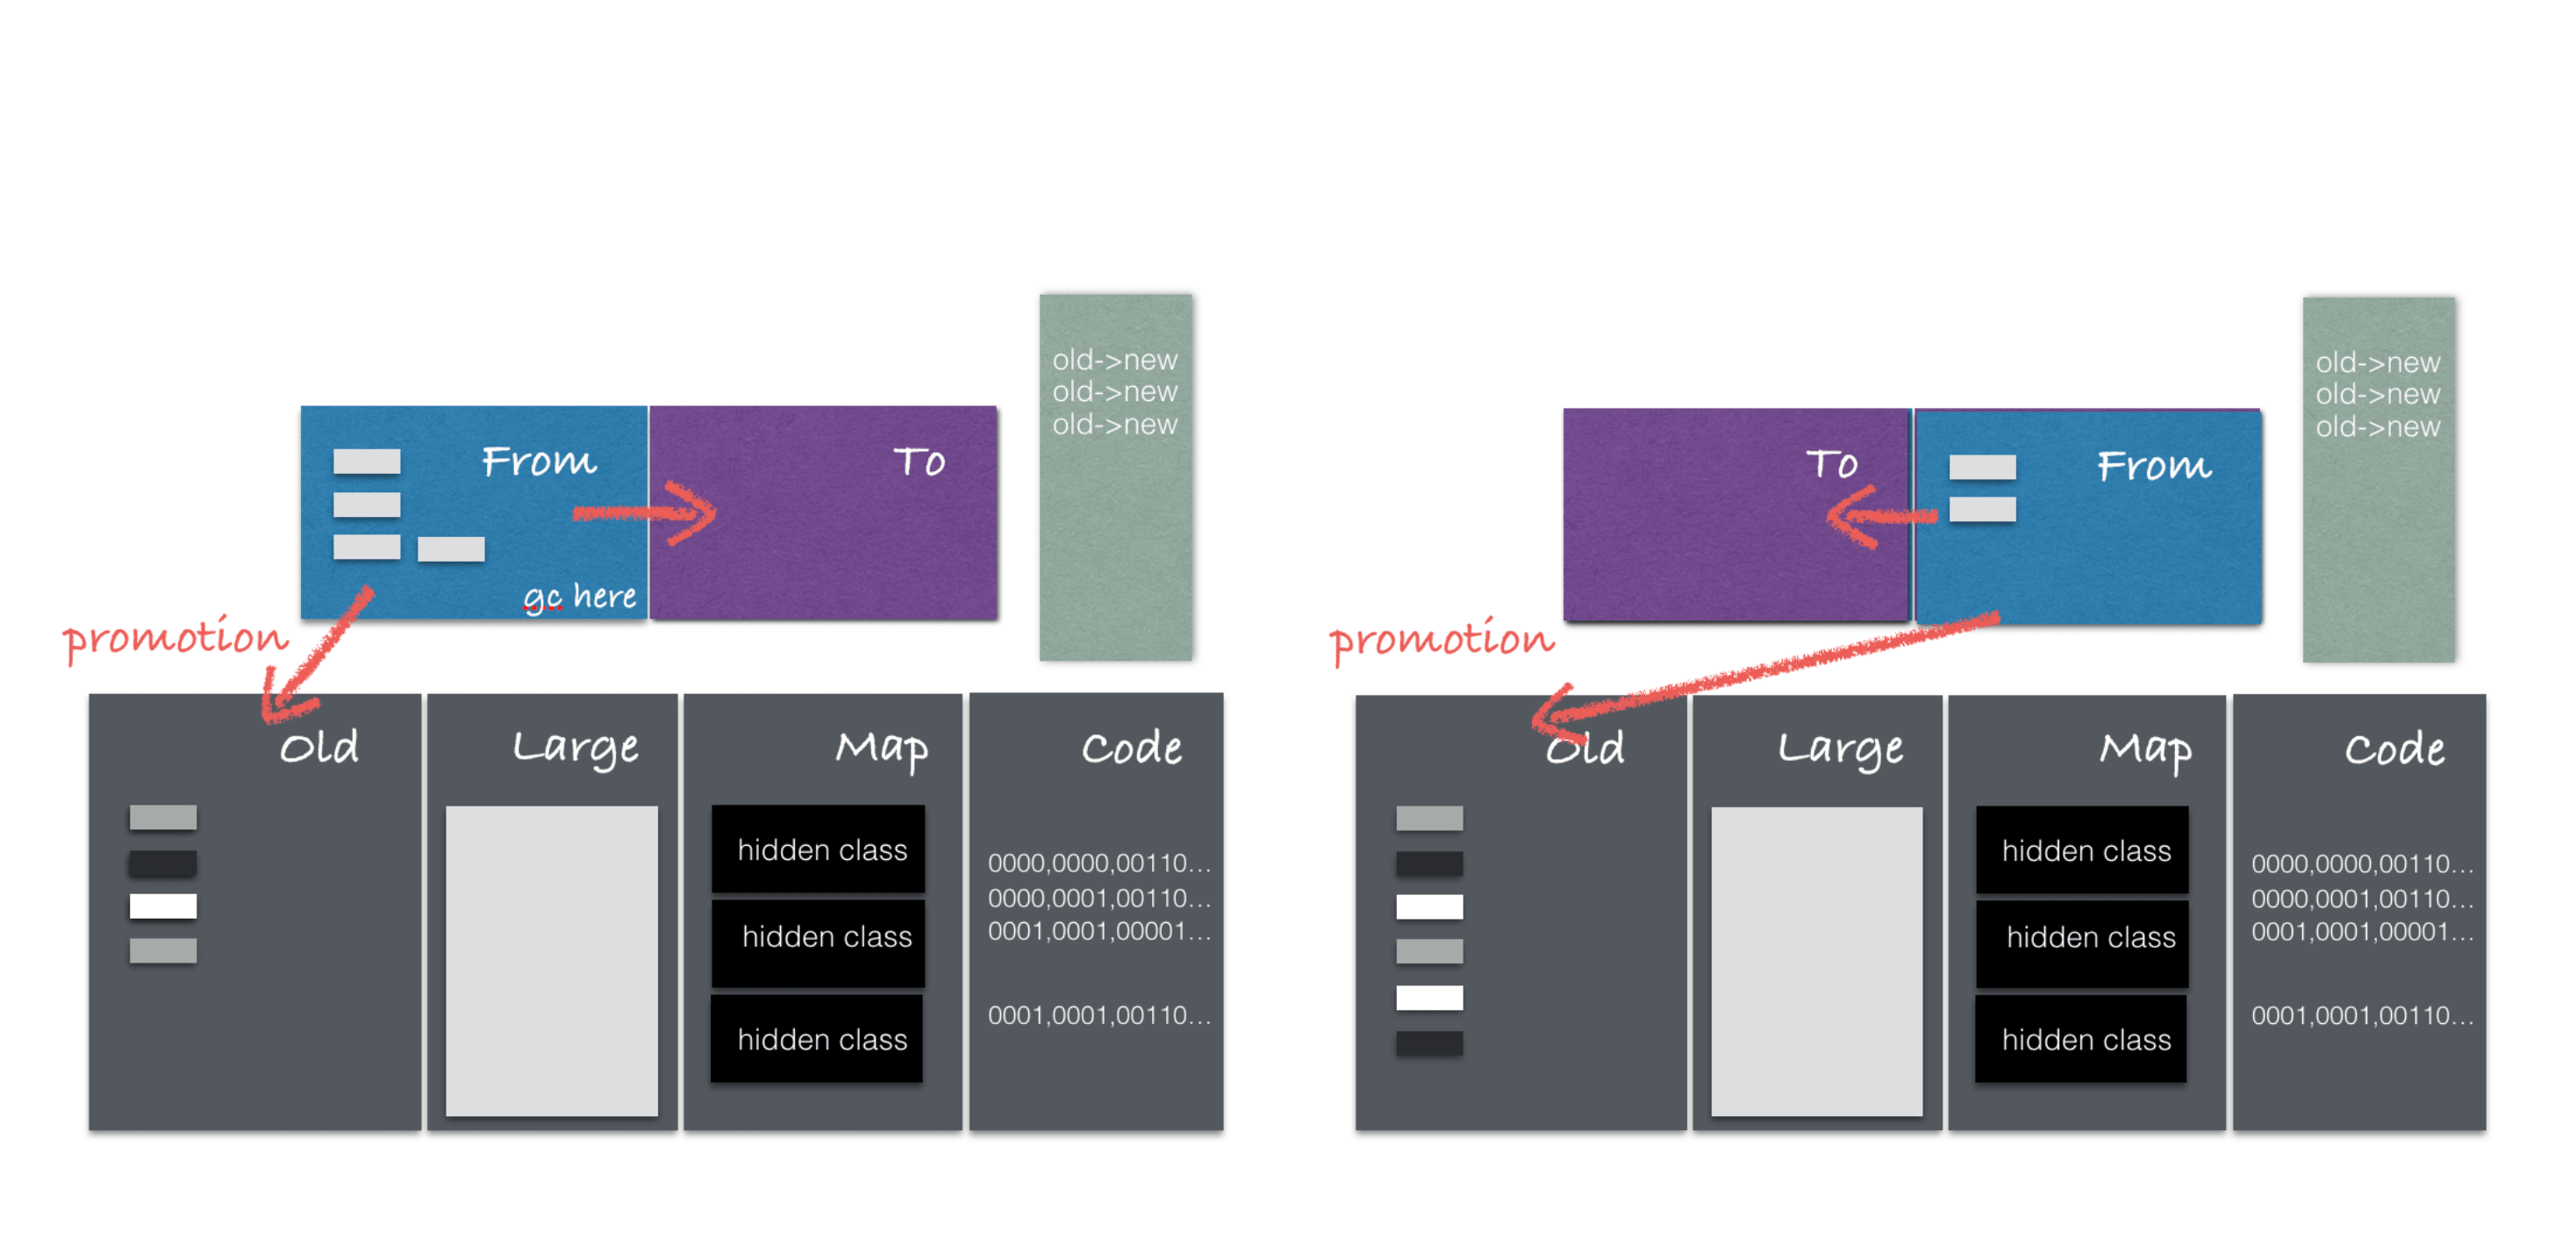 old->new
old->new
old->new
From
To
gc here
promotion
Old
Large
Map
Code
hidden class
hidden class
hidden class
0000,0000,00110...
0000,0001,00110...
0001,0001,00001...
0001,0001,00110...
old->new
old->new
old->new
To
From
promotion
Old
Large
Map
Code
hidden class
hidden class
hidden class
0000,0000,00110...
0000,0001,00110...
0001,0001,00001...
0001,0001,00110...